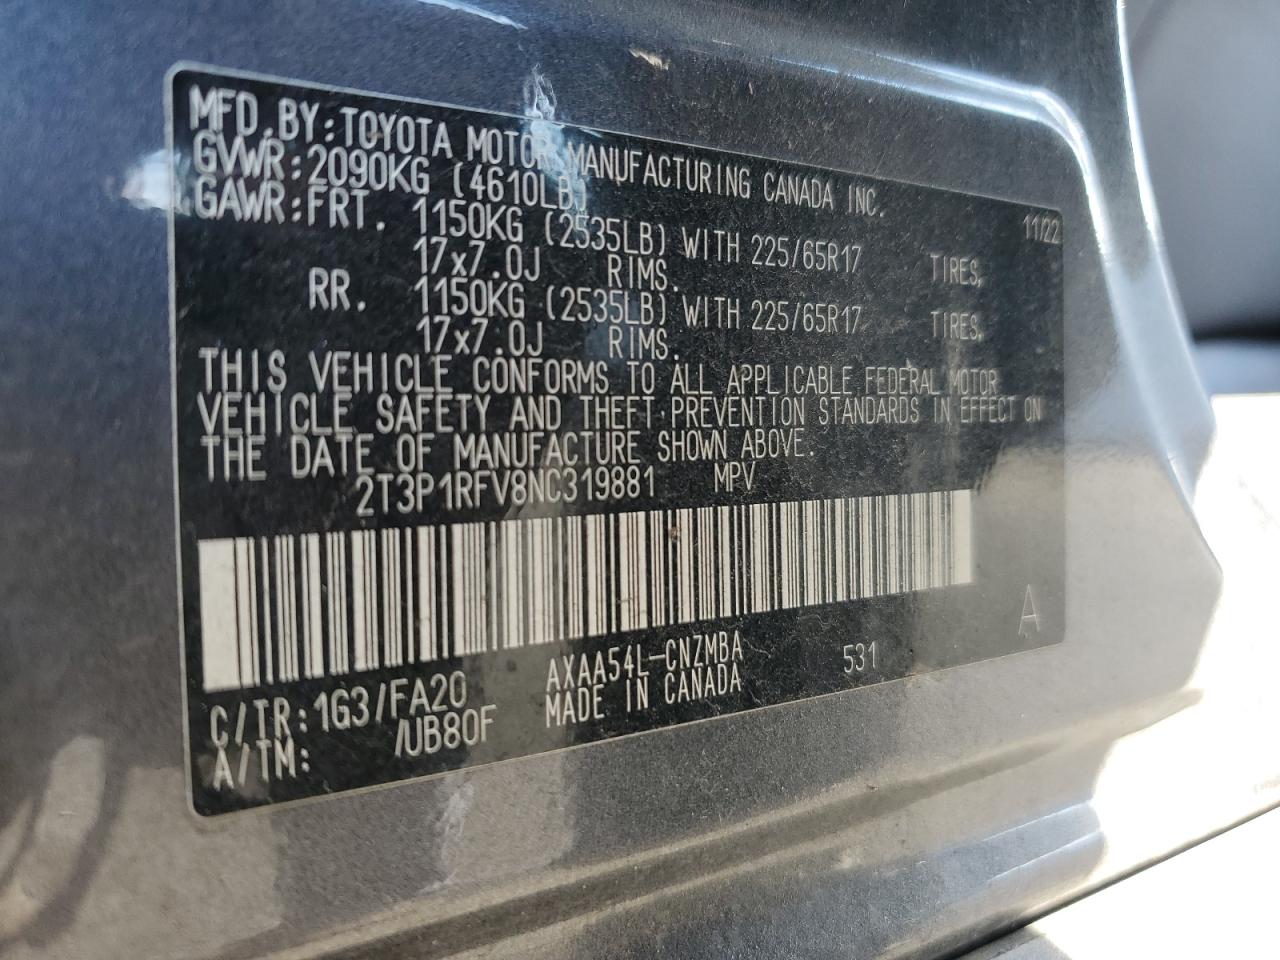 MFD.BY:TOYOTA MOTOR MANUFACTURING CANADA INC.
GVWR:2090KG (4610LB) 11/22
GAWR:FRT. 1150KG (2535LB) WITH 225/65R17 TIRES,
17x7.0J RIMS.
RR. 1150KG (2535LB) WITH 225/65R17 TIRES,
17x7.0J RIMS.
THIS VEHICLE CONFORMS TO ALL APPLICABLE FEDERAL MOTOR
VEHICLE SAFETY AND THEFT PREVENTION STANDARDS IN EFFECT ON
THE DATE OF MANUFACTURE SHOWN ABOVE.
2T3P1RFV8NC319881 MPV
A
C/TR:1G3/FA20 AXAA54L-CNZMBA 531
A/TM: /UB80F MADE IN CANADA